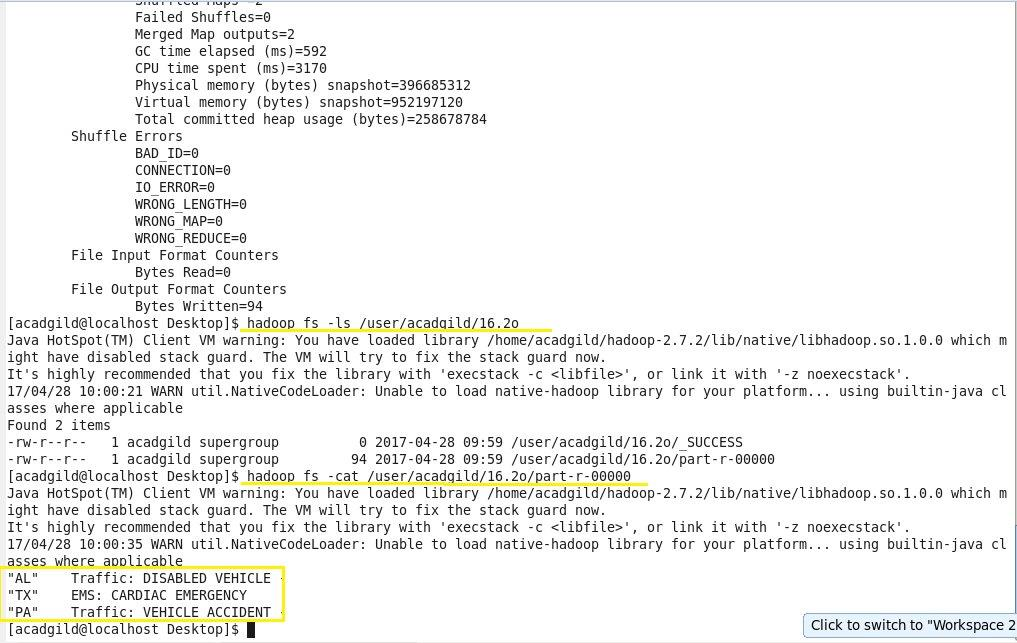 Shuffled Maps =2
Failed Shuffles=0
Merged Map outputs=2
GC time elapsed (ms)=592
CPU time spent (ms)=3170
Physical memory (bytes) snapshot=396685312
Virtual memory (bytes) snapshot=952197120
Total committed heap usage (bytes)=258678784
Shuffle Errors
BAD_ID=0
CONNECTION=0
IO_ERROR=0
WRONG_LENGTH=0
WRONG_MAP=0
WRONG_REDUCE=0
File Input Format Counters
Bytes Read=0
File Output Format Counters
Bytes Written=94
[acadgild@localhost Desktop]$ hadoop fs -ls /user/acadgild/16.2o
Java HotSpot(TM) Client VM warning: You have loaded library /home/acadgild/hadoop-2.7.2/lib/native/libhadoop.so.1.0.0 which m
ight have disabled stack guard. The VM will try to fix the stack guard now.
It's highly recommended that you fix the library with 'execstack -c <libfile>', or link it with '-z noexecstack'.
17/04/28 10:00:21 WARN util.NativeCodeLoader: Unable to load native-hadoop library for your platform... using builtin-java cl
asses where applicable
Found 2 items
-rw-r--r--   1 acadgild supergroup          0 2017-04-28 09:59 /user/acadgild/16.2o/_SUCCESS
-rw-r--r--   1 acadgild supergroup         94 2017-04-28 09:59 /user/acadgild/16.2o/part-r-00000
[acadgild@localhost Desktop]$ hadoop fs -cat /user/acadgild/16.2o/part-r-00000
Java HotSpot(TM) Client VM warning: You have loaded library /home/acadgild/hadoop-2.7.2/lib/native/libhadoop.so.1.0.0 which m
ight have disabled stack guard. The VM will try to fix the stack guard now.
It's highly recommended that you fix the library with 'execstack -c <libfile>', or link it with '-z noexecstack'.
17/04/28 10:00:35 WARN util.NativeCodeLoader: Unable to load native-hadoop library for your platform... using builtin-java cl
asses where applicable
"AL"    Traffic: DISABLED VEHICLE -
"TX"    EMS: CARDIAC EMERGENCY
"PA"    Traffic: VEHICLE ACCIDENT -
[acadgild@localhost Desktop]$
Click to switch to "Workspace 2